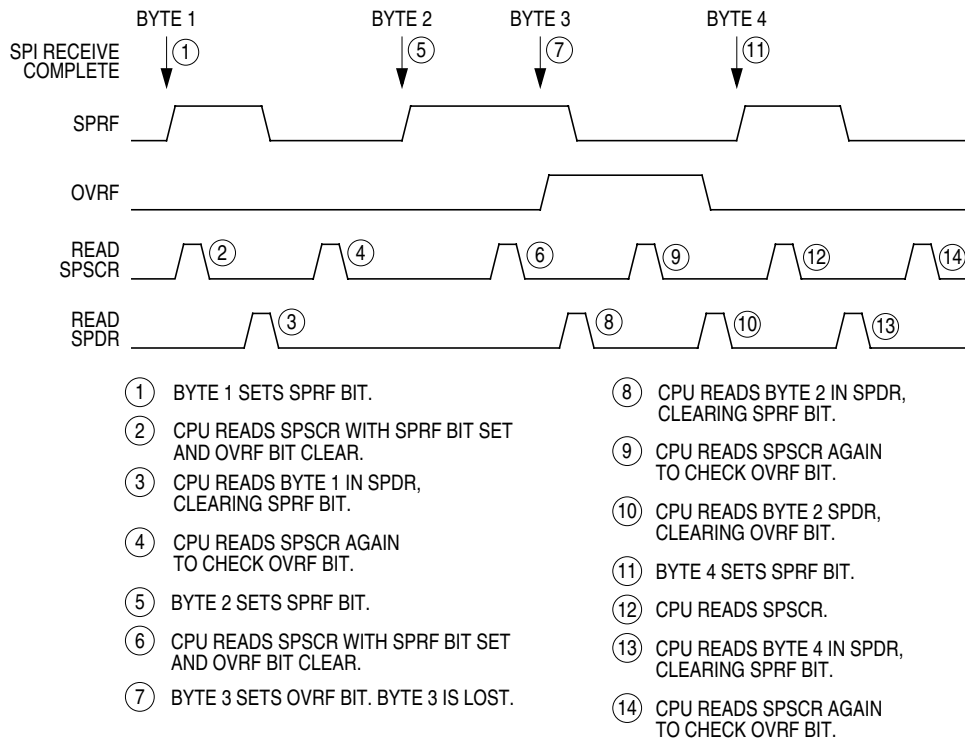 BYTE 1 BYTE 2 BYTE 3 BYTE 4
SPI RECEIVE
COMPLETE
1 5 7 11
SPRF
OVRF
READ
SPSCR
2 4 6 9 12 14
READ
SPDR
3 8 10 13
1 BYTE 1 SETS SPRF BIT.
2 CPU READS SPSCR WITH SPRF BIT SET
AND OVRF BIT CLEAR.
3 CPU READS BYTE 1 IN SPDR,
CLEARING SPRF BIT.
4 CPU READS SPSCR AGAIN
TO CHECK OVRF BIT.
5 BYTE 2 SETS SPRF BIT.
6 CPU READS SPSCR WITH SPRF BIT SET
AND OVRF BIT CLEAR.
7 BYTE 3 SETS OVRF BIT. BYTE 3 IS LOST.
8 CPU READS BYTE 2 IN SPDR,
CLEARING SPRF BIT.
9 CPU READS SPSCR AGAIN
TO CHECK OVRF BIT.
10 CPU READS BYTE 2 SPDR,
CLEARING OVRF BIT.
11 BYTE 4 SETS SPRF BIT.
12 CPU READS SPSCR.
13 CPU READS BYTE 4 IN SPDR,
CLEARING SPRF BIT.
14 CPU READS SPSCR AGAIN
TO CHECK OVRF BIT.